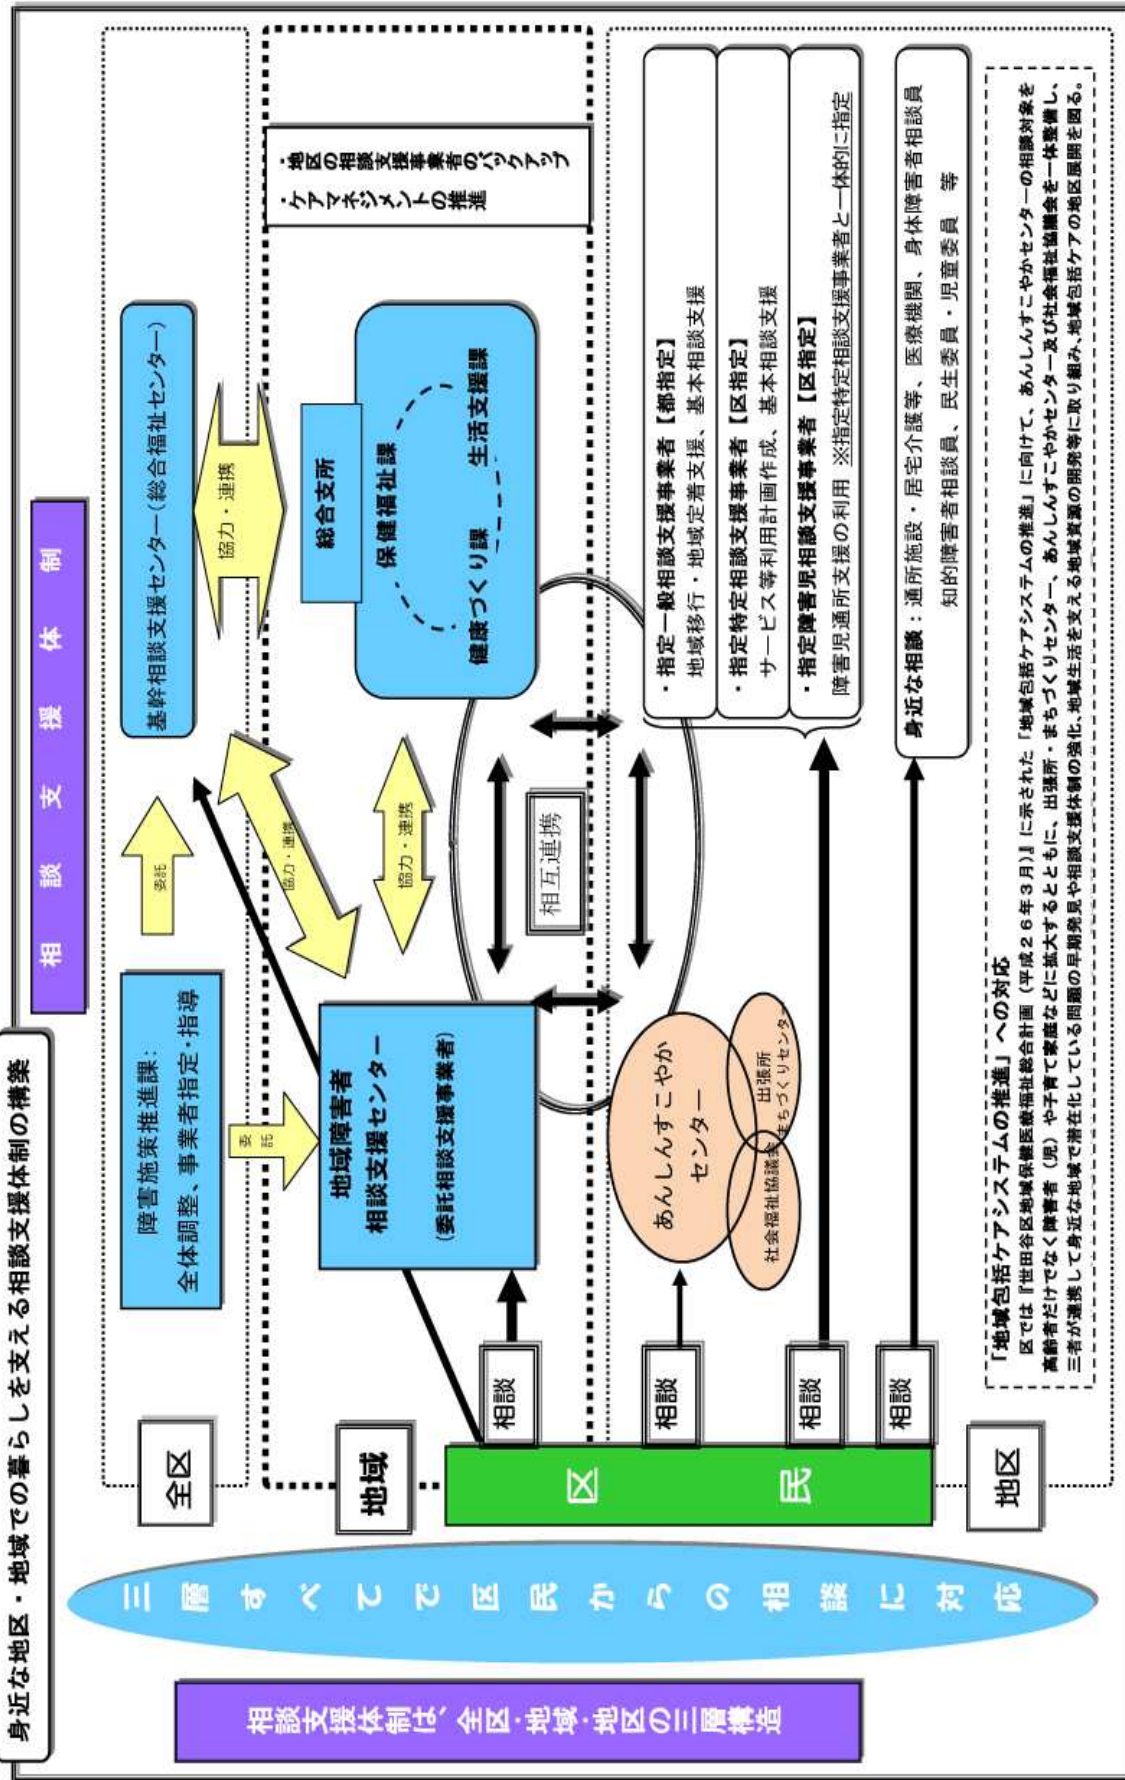 身近な地区・地域での暮らしを支える相談支援体制の構築
相談支援体制
相談支援体制は、全区・地域・地区の三層構造
三層すべてで区民からの相談に対応
全区
障害施策推進課：
全体調整、事業者指定・指導
委託
基幹相談支援センター（総合福祉センター）
委託
協力・連携
協力・連携
地域
地域障害者
相談支援センター
（委託相談支援事業者）
協力・連携
総合支所
保健福祉課
健康づくり課
生活支援課
・地区の相談支援事業者のバックアップ
・ケアマネジメントの推進
相互連携
区民
相談
相談
相談
相談
あんしんすこやか
センター
社会福祉協議会
出張所
まちづくりセンター
・指定一般相談支援事業者【都指定】
地域移行・地域定着支援、基本相談支援
・指定特定相談支援事業者【区指定】
サービス等利用計画作成、基本相談支援
・指定障害児相談支援事業者【区指定】
障害児通所支援の利用 ※指定特定相談支援事業者と一体的に指定
身近な相談：通所施設・居宅介護等、医療機関、身体障害者相談員
知的障害者相談員、民生委員・児童委員 等
地区
「地域包括ケアシステムの推進」への対応
区では『世田谷区地域保健医療福祉総合計画（平成２６年３月）』に示された「地域包括ケアシステムの推進」に向けて、あんしんすこやかセンターの相談対象を
高齢者だけでなく障害者（児）や子育て家庭などに拡大するとともに、出張所・まちづくりセンター、あんしんすこやかセンター及び社会福祉協議会を一体整備し、
三者が連携して身近な地域で潜在化している問題の早期発見や相談支援体制の強化、地域生活を支える地域資源の開発等に取り組み、地域包括ケアの地区展開を図る。